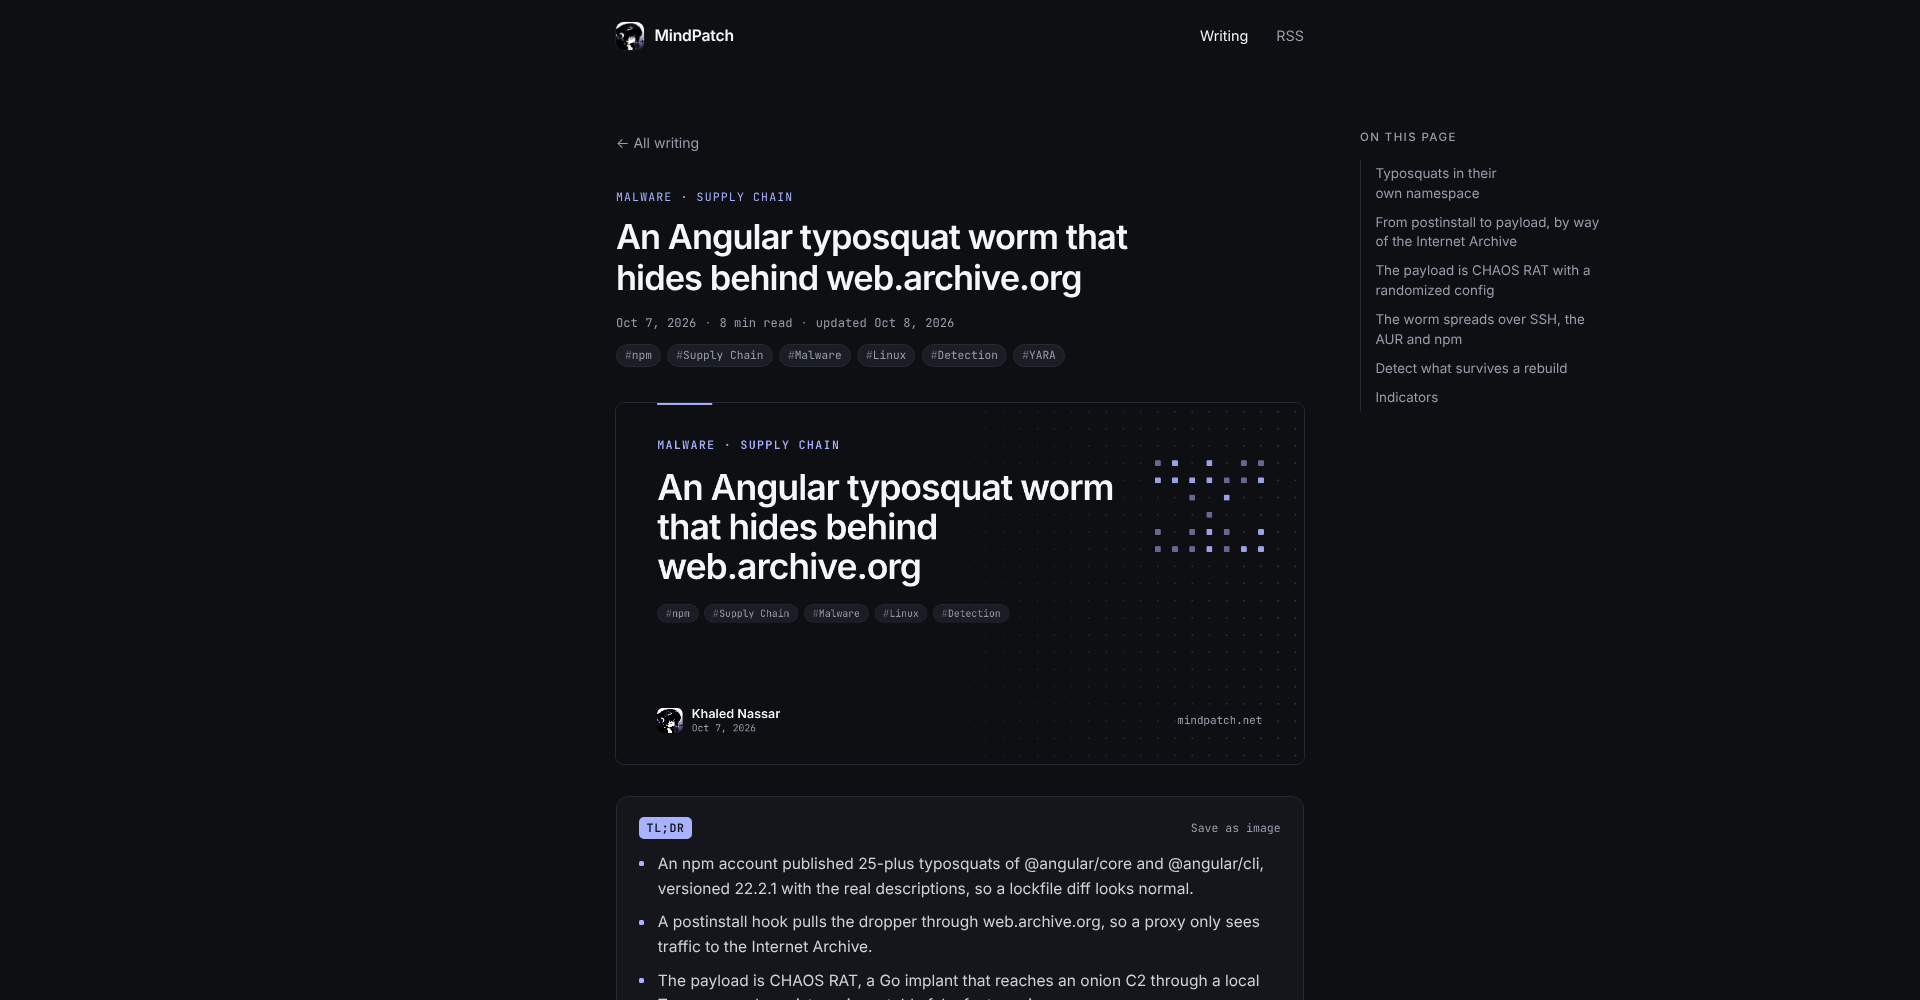 MindPatch
Writing
RSS
← All writing
MALWARE · SUPPLY CHAIN
An Angular typosquat worm that
hides behind web.archive.org
Oct 7, 2026 · 8 min read · updated Oct 8, 2026
#npm #Supply Chain #Malware #Linux #Detection #YARA
MALWARE · SUPPLY CHAIN
An Angular typosquat worm
that hides behind
web.archive.org
#npm #Supply Chain #Malware #Linux #Detection
Khaled Nassar
Oct 7, 2026
mindpatch.net
TL;DR
Save as image
An npm account published 25-plus typosquats of @angular/core and @angular/cli,
versioned 22.2.1 with the real descriptions, so a lockfile diff looks normal.
A postinstall hook pulls the dropper through web.archive.org, so a proxy only sees
traffic to the Internet Archive.
The payload is CHAOS RAT, a Go implant that reaches an onion C2 through a local
ON THIS PAGE
Typosquats in their
own namespace
From postinstall to payload, by way
of the Internet Archive
The payload is CHAOS RAT with a
randomized config
The worm spreads over SSH, the
AUR and npm
Detect what survives a rebuild
Indicators